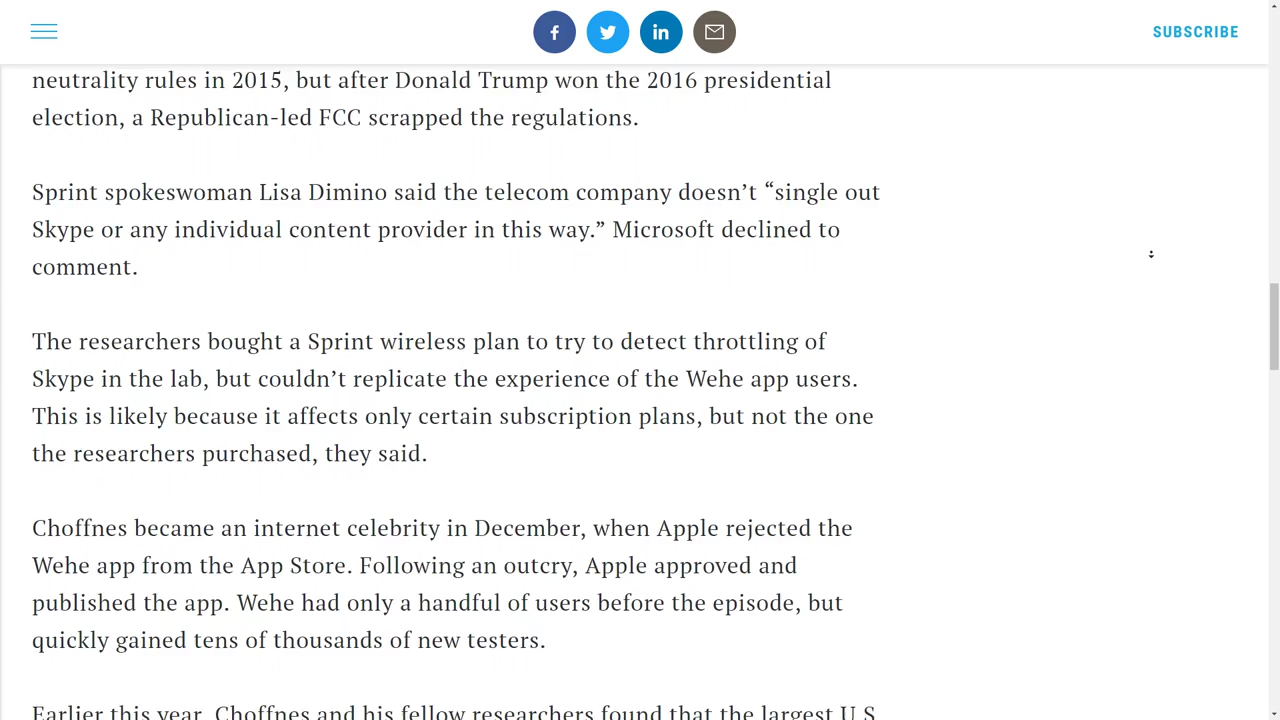 SUBSCRIBE
neutrality rules in 2015, but after Donald Trump won the 2016 presidential
election, a Republican-led FCC scrapped the regulations.
Sprint spokeswoman Lisa Dimino said the telecom company doesn’t “single out
Skype or any individual content provider in this way.” Microsoft declined to
comment.
The researchers bought a Sprint wireless plan to try to detect throttling of
Skype in the lab, but couldn’t replicate the experience of the Wehe app users.
This is likely because it affects only certain subscription plans, but not the one
the researchers purchased, they said.
Choffnes became an internet celebrity in December, when Apple rejected the
Wehe app from the App Store. Following an outcry, Apple approved and
published the app. Wehe had only a handful of users before the episode, but
quickly gained tens of thousands of new testers.
Earlier this year, Choffnes and his fellow researchers found that the largest U.S.